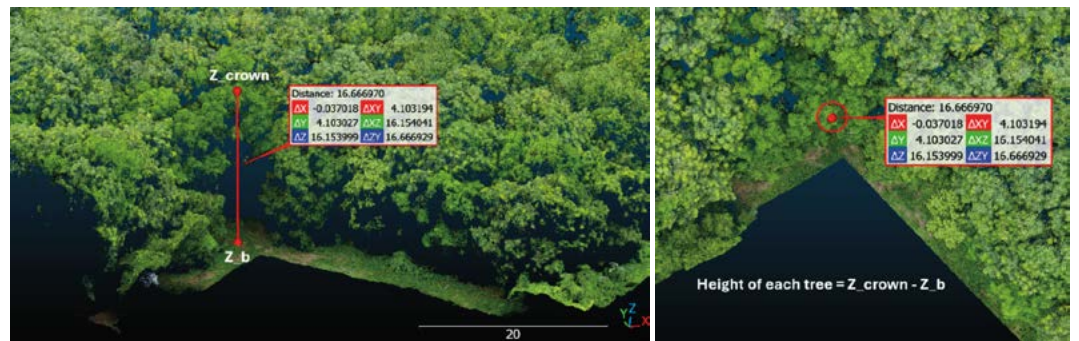 Z_crown
Distance: 16.666970
ΔX -0.037018 ΔXY 4.103194
ΔY 4.103027 ΔXZ 16.154041
ΔZ 16.153999 ΔZY 16.666929
Z_b
20
Z
Y
X
Distance: 16.666970
ΔX -0.037018 ΔXY 4.103194
ΔY 4.103027 ΔXZ 16.154041
ΔZ 16.153999 ΔZY 16.666929
Height of each tree = Z_crown - Z_b